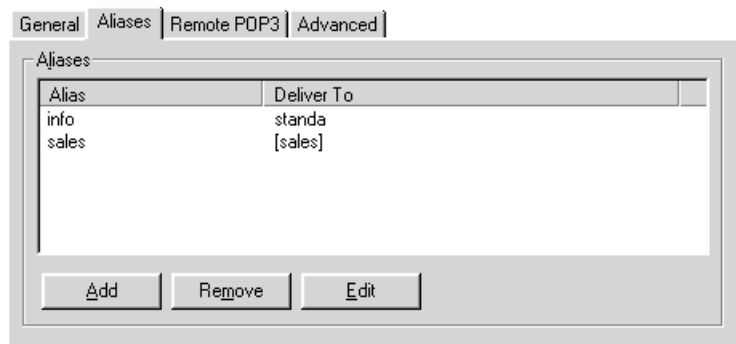 General Aliases Remote POP3 Advanced
Aliases
Alias Deliver To
info standa
sales [sales]
Add Remove Edit